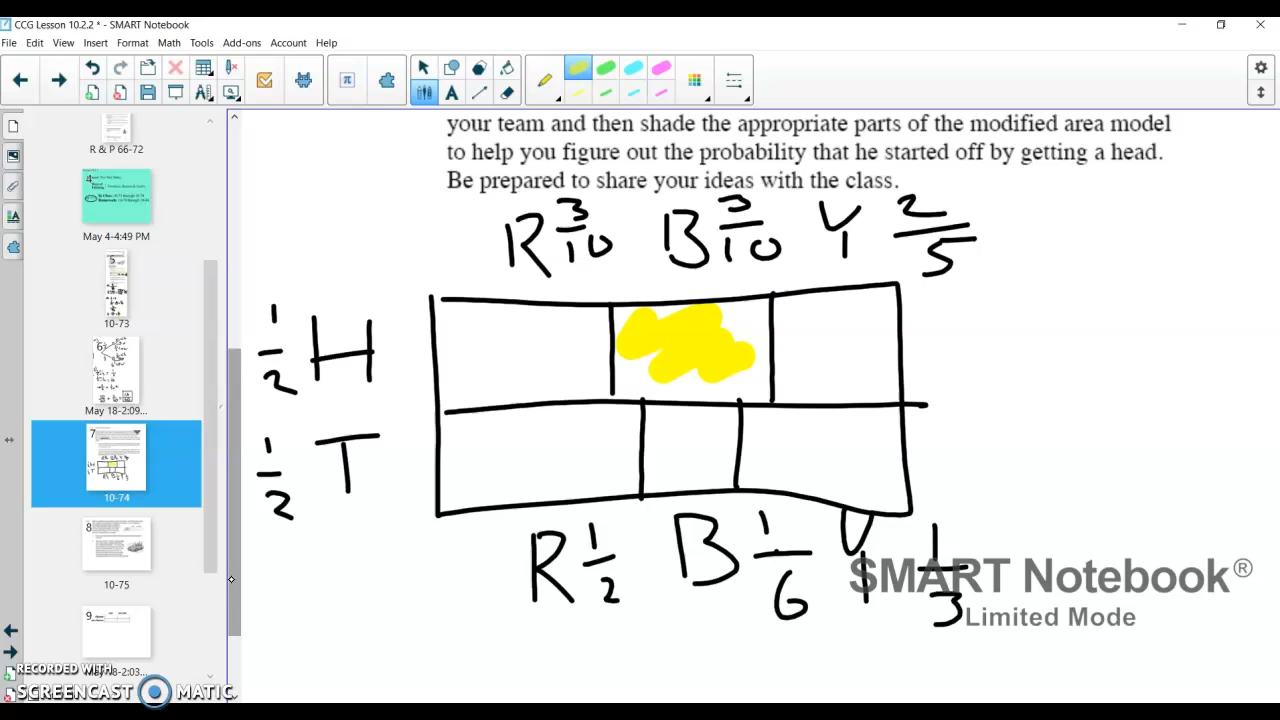 CCG Lesson 10.2.2 * - SMART Notebook
File Edit View Insert Format Math Tools Add-ons Account Help
R & P 66-72
May 4-4:49 PM
10-73
May 18-2:09...
10-74
10-75
May 18-2:03...
your team and then shade the appropriate parts of the modified area model
to help you figure out the probability that he started off by getting a head.
Be prepared to share your ideas with the class.
R 3/10 B 3/10 Y 2/5
1/2 H
1/2 T
R 1/2 B 1/6 Y 1/3
SMART Notebook®
Limited Mode
RECORDED WITH
SCREENCAST MATIC